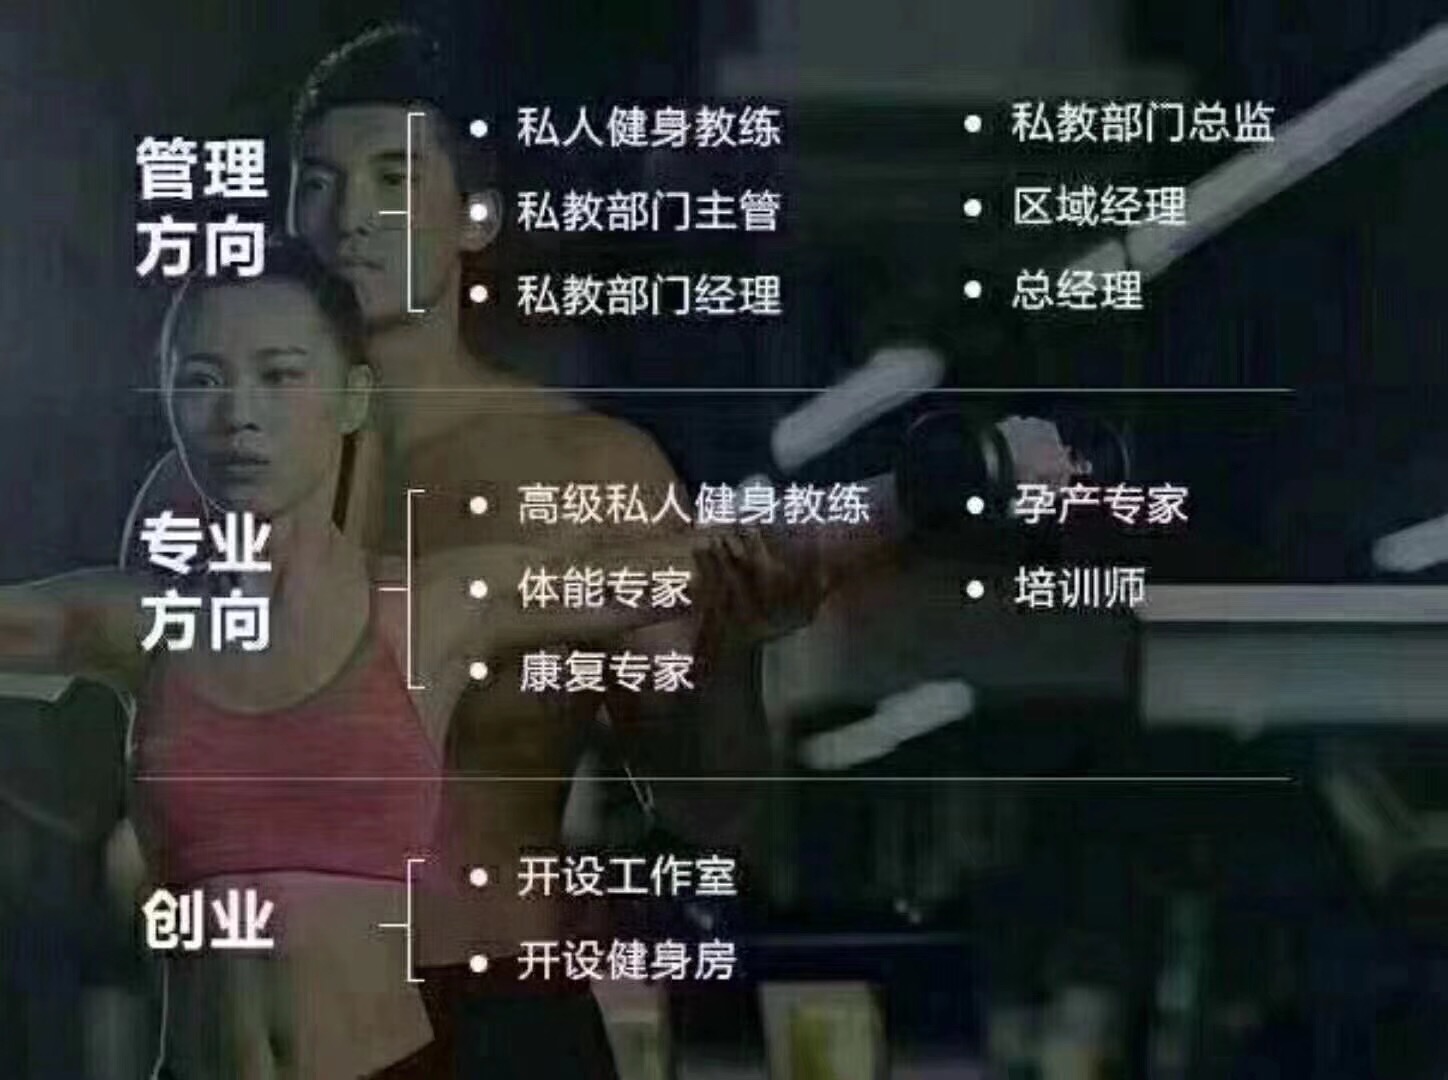 管理
方向
私人健身教练
私教部门主管
私教部门经理
私教部门总监
区域经理
总经理
专业
方向
高级私人健身教练
体能专家
康复专家
孕产专家
培训师
创业
开设工作室
开设健身房